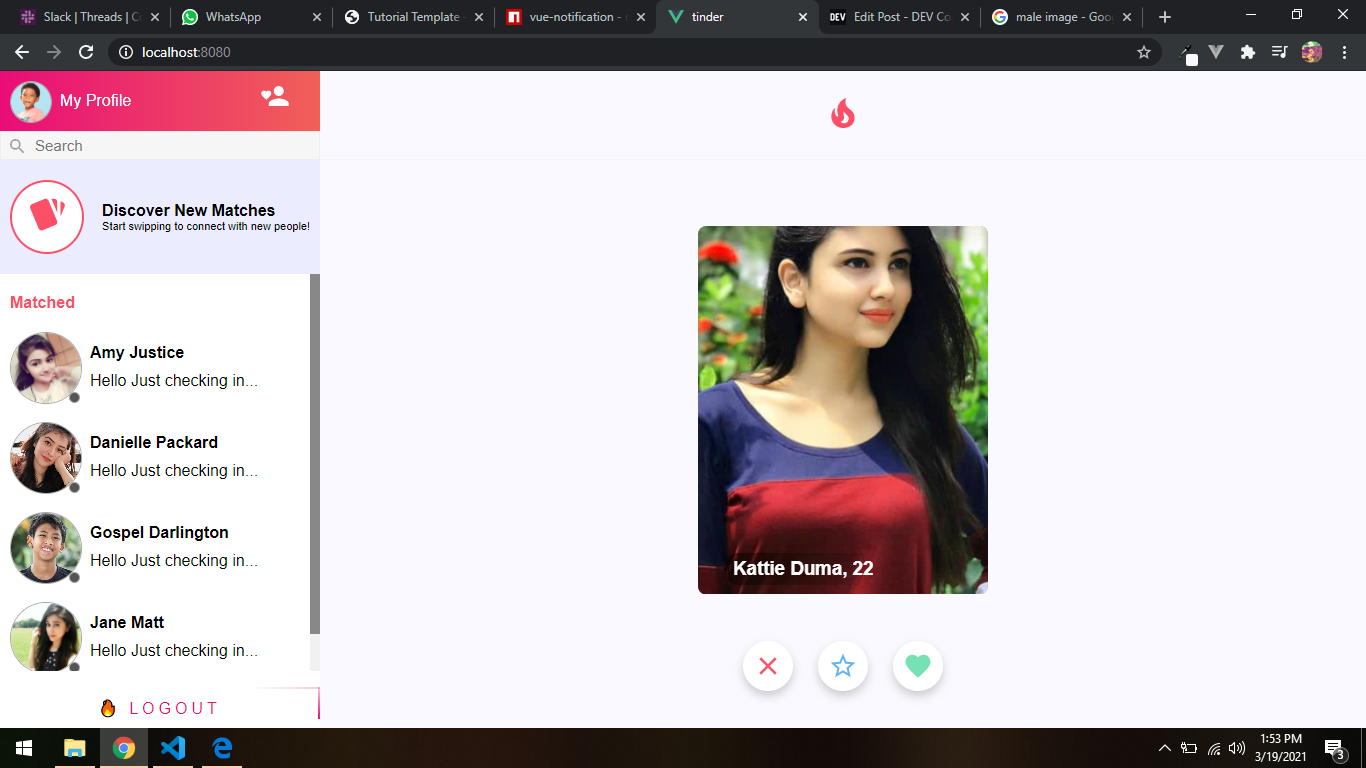 Slack | Threads | C
WhatsApp
Tutorial Template -
vue-notification -
tinder
DEV
Edit Post - DEV Co
male image - Goo
localhost:8080
My Profile
Search
Discover New Matches
Start swipping to connect with new people!
Matched
Amy Justice
Hello Just checking in...
Danielle Packard
Hello Just checking in...
Gospel Darlington
Hello Just checking in...
Jane Matt
Hello Just checking in...
LOGOUT
Kattie Duma, 22
1:53 PM
3/19/2021
3